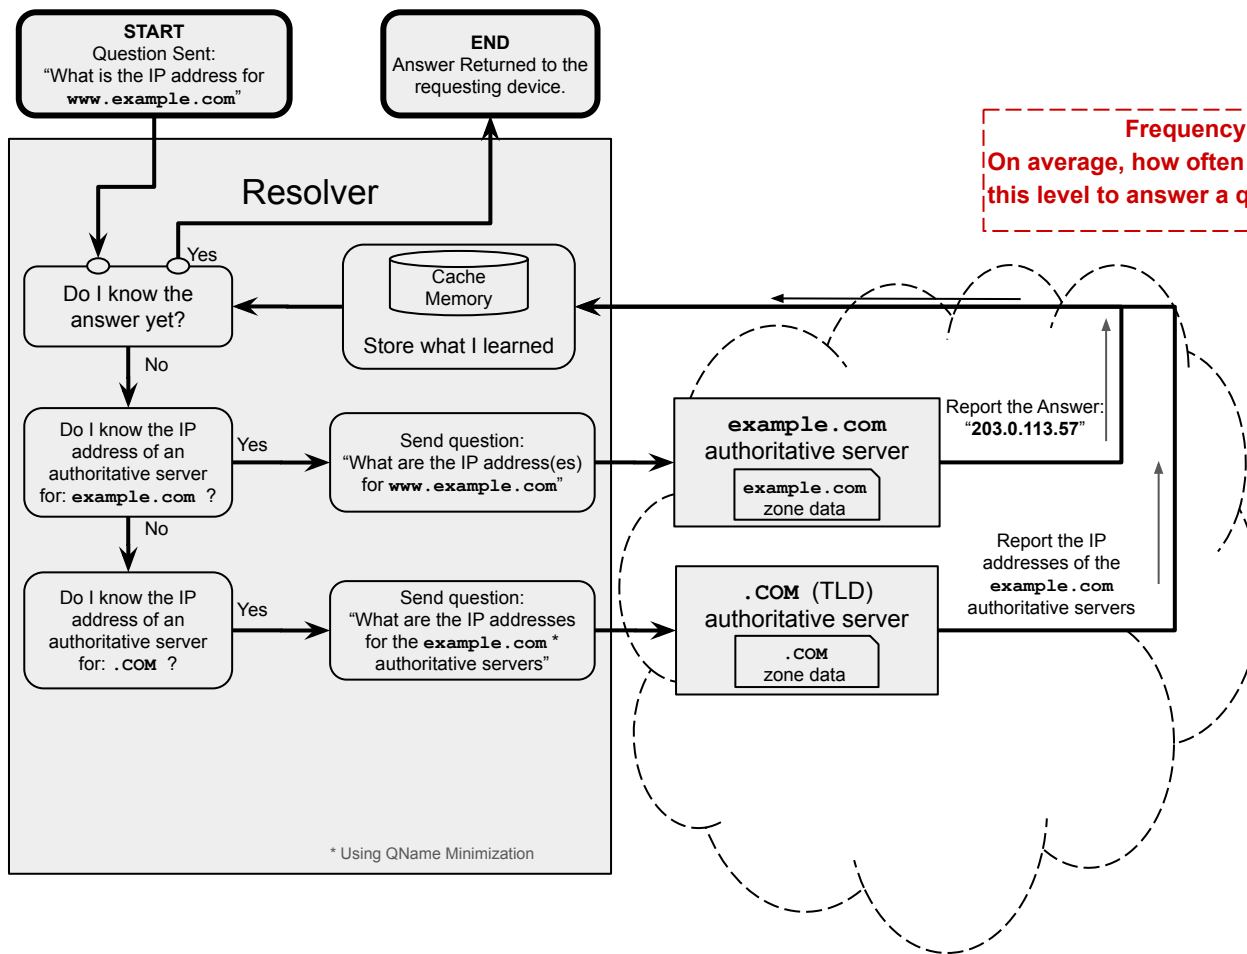 START
Question Sent:
“What is the IP address for
www.example.com”
END
Answer Returned to the
requesting device.
Frequency
On average, how often
this level to answer a q
Resolver
Yes
Do I know the
answer yet?
Cache
Memory
Store what I learned
No
Do I know the IP
address of an
authoritative server
for: example.com ?
Yes
Send question:
“What are the IP address(es)
for www.example.com”
example.com
authoritative server
example.com
zone data
Report the Answer:
“203.0.113.57”
No
Do I know the IP
address of an
authoritative server
for: .COM ?
Yes
Send question:
“What are the IP addresses
for the example.com *
authoritative servers”
.COM (TLD)
authoritative server
.COM
zone data
Report the IP
addresses of the
example.com
authoritative servers
* Using QName Minimization